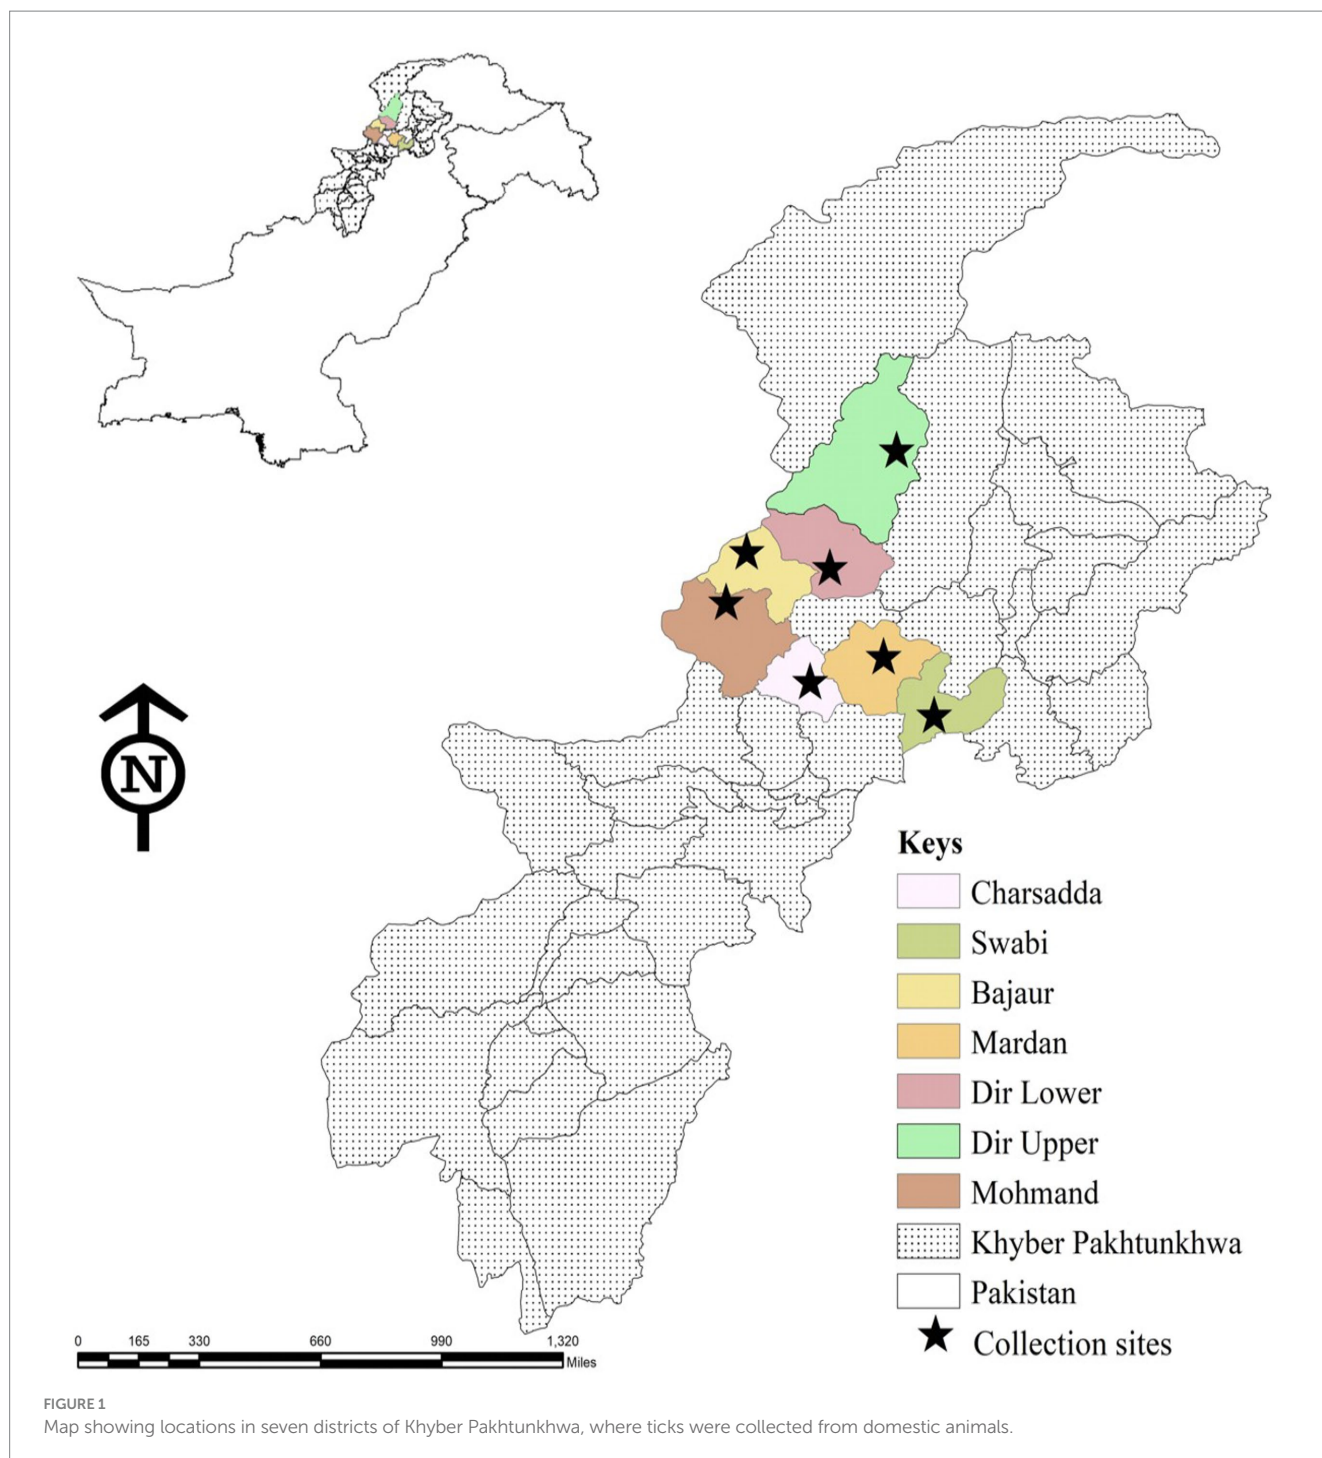 N
Keys
Charsadda
Swabi
Bajaur
Mardan
Dir Lower
Dir Upper
Mohmand
Khyber Pakhtunkhwa
Pakistan
Collection sites
0 165 330 660 990 1,320
Miles
FIGURE 1
Map showing locations in seven districts of Khyber Pakhtunkhwa, where ticks were collected from domestic animals.